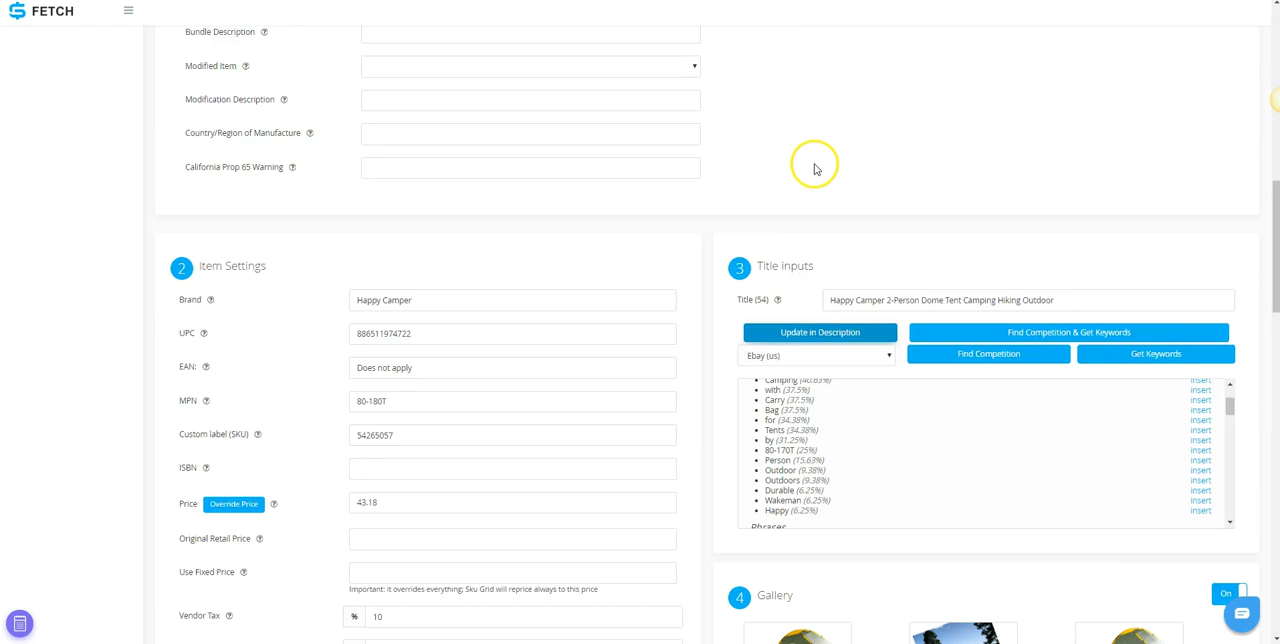 FETCH
Bundle Description
Modified Item
Modification Description
Country/Region of Manufacture
California Prop 65 Warning
2 Item Settings
Brand Happy Camper
UPC 886511974722
EAN: Does not apply
MPN 80-180T
Custom label (SKU) 54265057
ISBN
Price Override Price 43.18
Original Retail Price
Use Fixed Price
Important: it overrides everything; Sku Grid will reprice always to this price
Vendor Tax % 10
3 Title inputs
Title (54) Happy Camper 2-Person Dome Tent Camping Hiking Outdoor
Update in Description Find Competition & Get Keywords
Ebay (us) Find Competition Get Keywords
Camping (40.63%) insert
with (37.5%) insert
Carry (37.5%) insert
Bag (37.5%) insert
for (34.38%) insert
Tents (34.38%) insert
by (31.25%) insert
80-170T (25%) insert
Person (15.63%) insert
Outdoor (9.38%) insert
Outdoors (9.38%) insert
Durable (6.25%) insert
Wakeman (6.25%) insert
Happy (6.25%) insert
Phrases
4 Gallery On